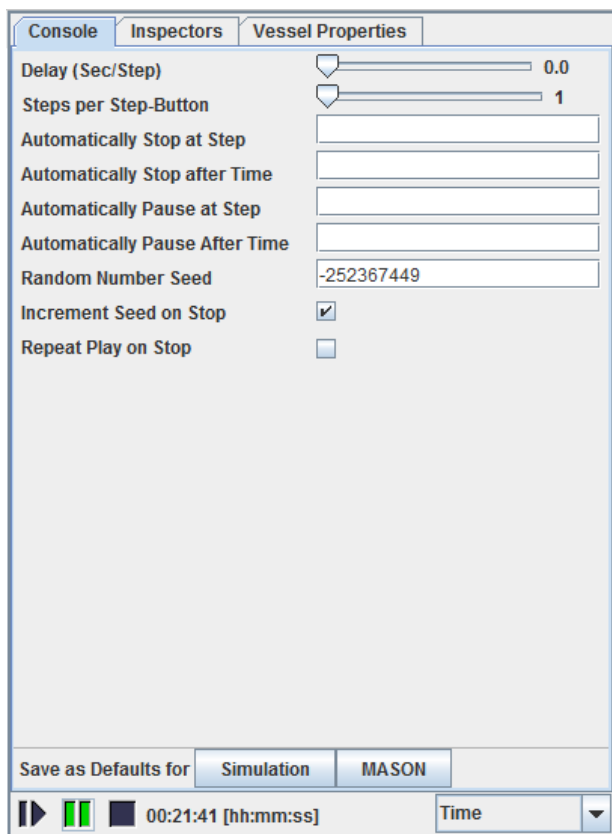 Console Inspectors Vessel Properties
Delay (Sec/Step) 0.0
Steps per Step-Button 1
Automatically Stop at Step
Automatically Stop after Time
Automatically Pause at Step
Automatically Pause After Time
Random Number Seed -252367449
Increment Seed on Stop
Repeat Play on Stop
Save as Defaults for Simulation MASON
00:21:41 [hh:mm:ss] Time